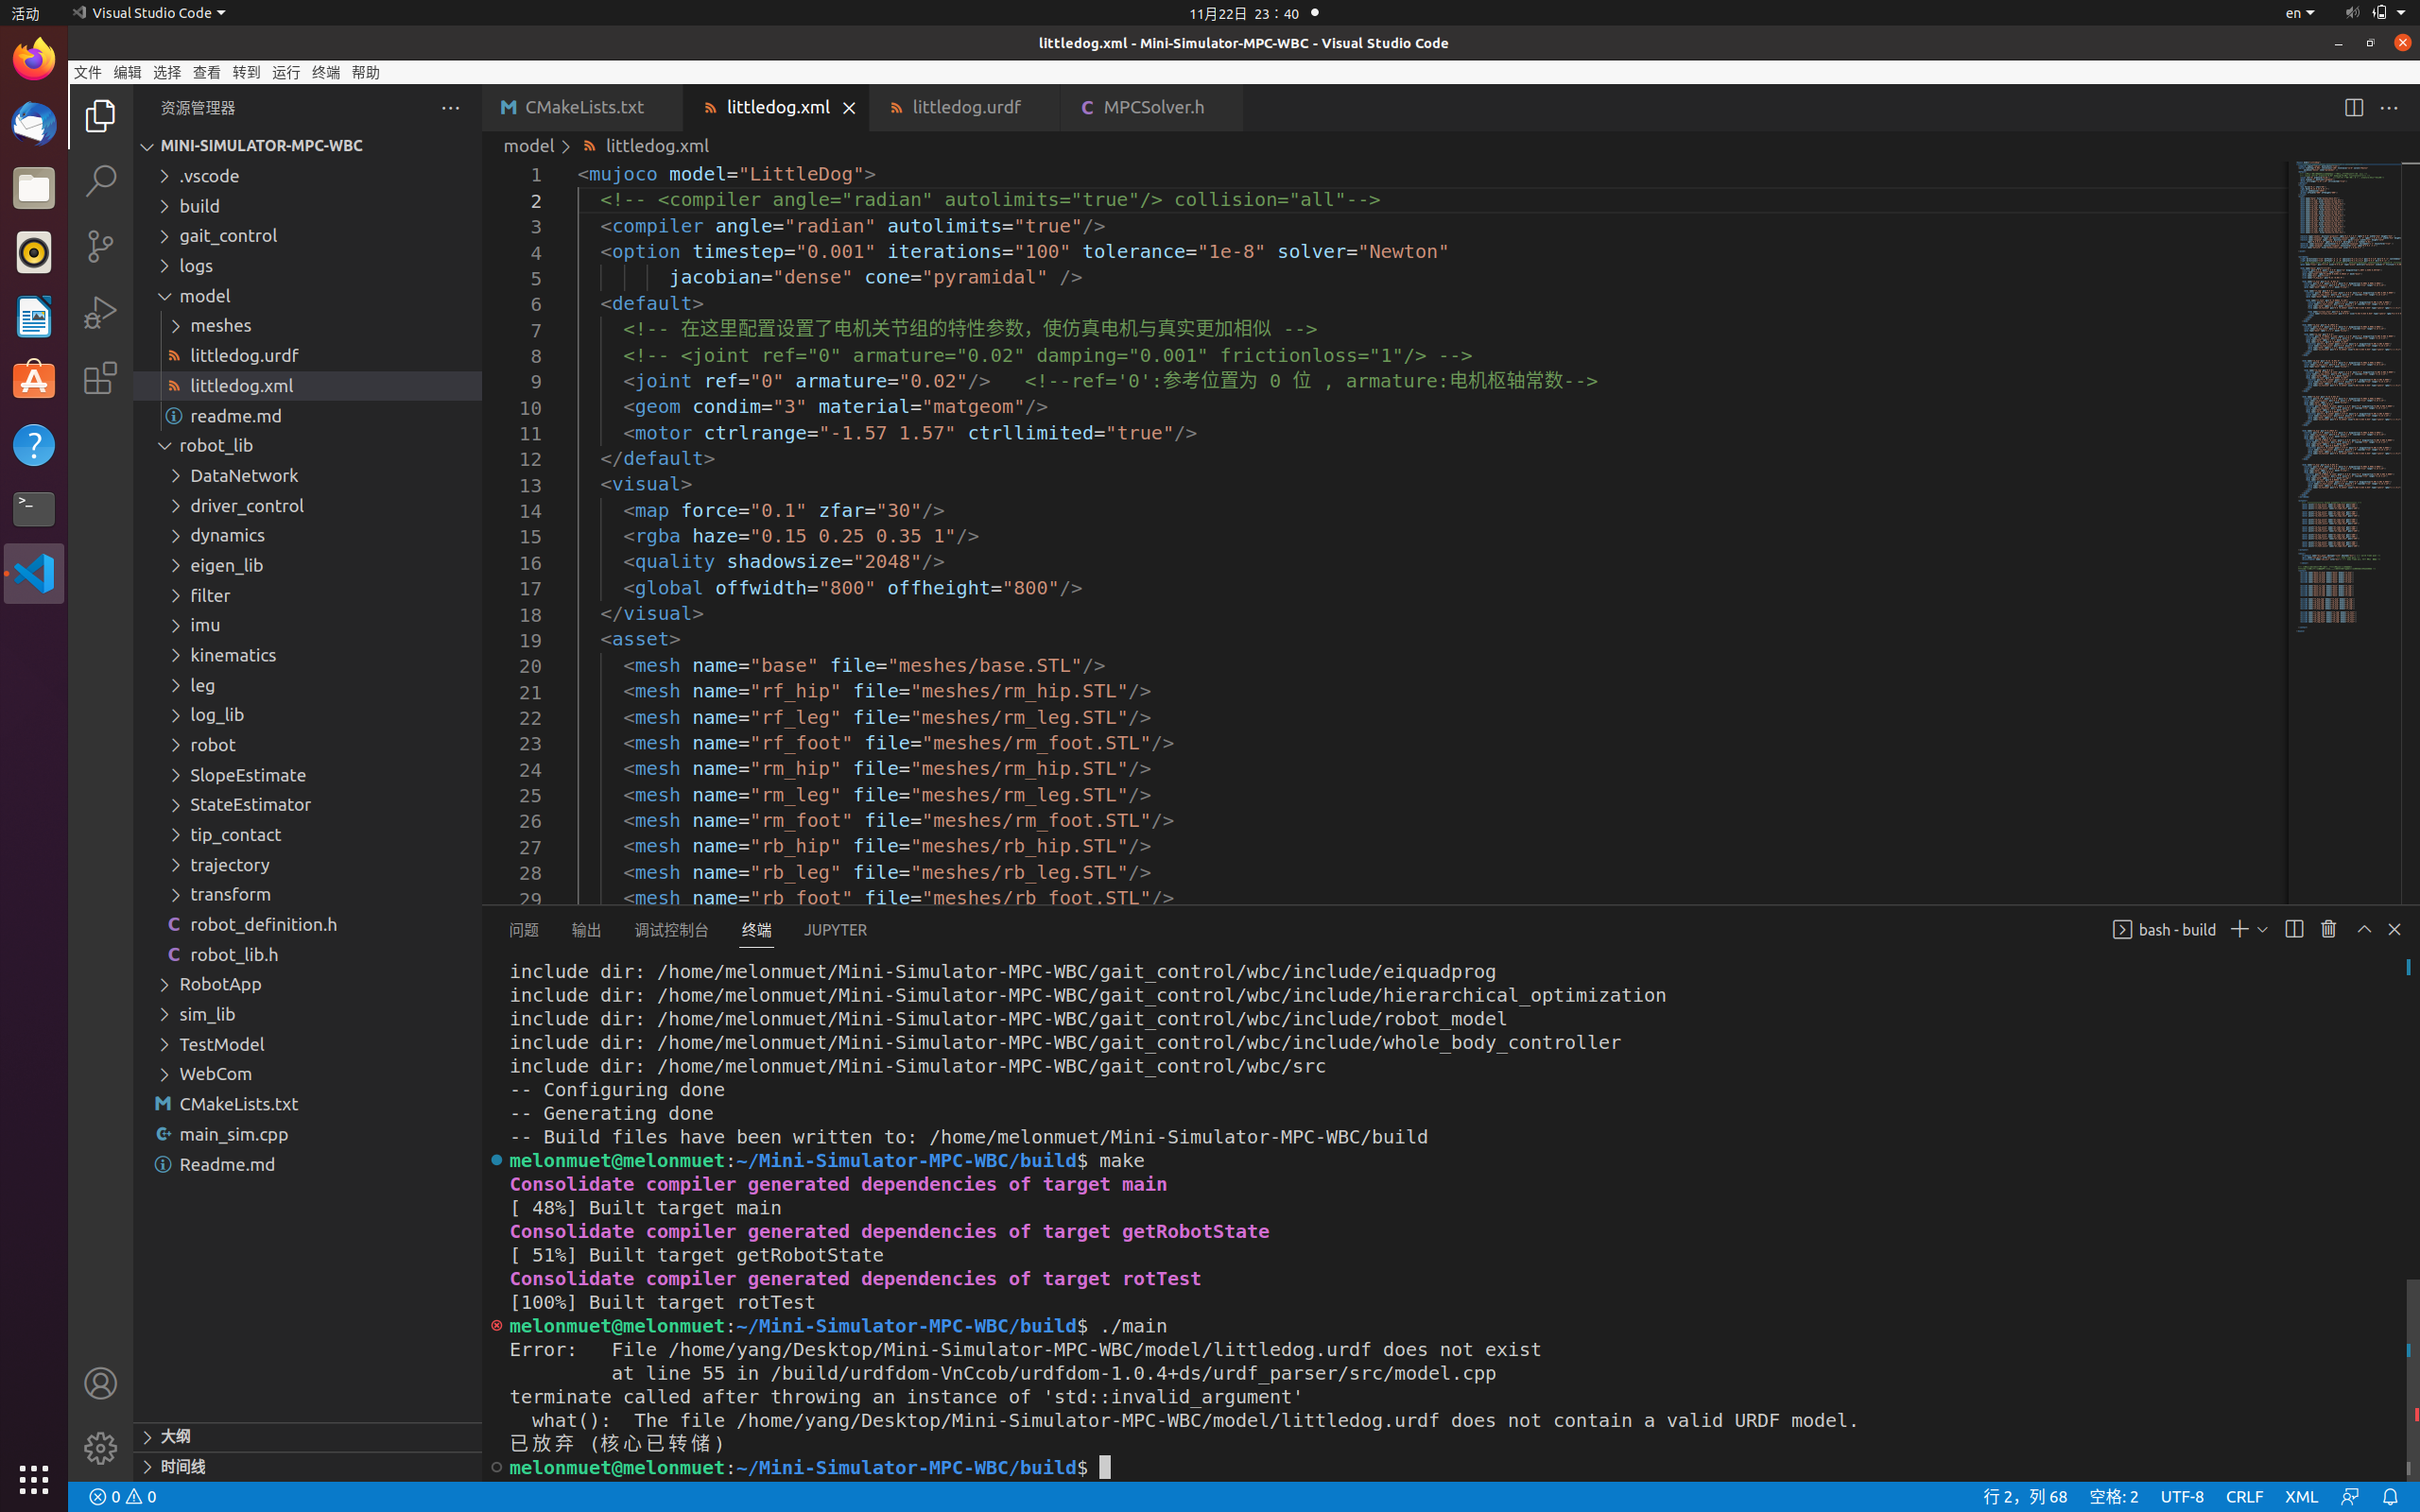 活动 Visual Studio Code 11月22日 23：40 en
littledog.xml - Mini-Simulator-MPC-WBC - Visual Studio Code
文件 编辑 选择 查看 转到 运行 终端 帮助
资源管理器
MINI-SIMULATOR-MPC-WBC
.vscode
build
gait_control
logs
model
meshes
littledog.urdf
littledog.xml
readme.md
robot_lib
DataNetwork
driver_control
dynamics
eigen_lib
filter
imu
kinematics
leg
log_lib
robot
SlopeEstimate
StateEstimator
tip_contact
trajectory
transform
robot_definition.h
robot_lib.h
RobotApp
sim_lib
TestModel
WebCom
CMakeLists.txt
main_sim.cpp
Readme.md
大纲
时间线
CMakeLists.txt littledog.xml littledog.urdf MPCSolver.h
model > littledog.xml
1 <mujoco model="LittleDog">
2 <!-- <compiler angle="radian" autolimits="true"/> collision="all"-->
3 <compiler angle="radian" autolimits="true"/>
4 <option timestep="0.001" iterations="100" tolerance="1e-8" solver="Newton"
5 jacobian="dense" cone="pyramidal" />
6 <default>
7 <!-- 在这里配置设置了电机关节组的特性参数，使仿真电机与真实更加相似 -->
8 <!-- <joint ref="0" armature="0.02" damping="0.001" frictionloss="1"/> -->
9 <joint ref="0" armature="0.02"/> <!--ref='0':参考位置为 0 位 , armature:电机枢轴常数-->
10 <geom condim="3" material="matgeom"/>
11 <motor ctrlrange="-1.57 1.57" ctrllimited="true"/>
12 </default>
13 <visual>
14 <map force="0.1" zfar="30"/>
15 <rgba haze="0.15 0.25 0.35 1"/>
16 <quality shadowsize="2048"/>
17 <global offwidth="800" offheight="800"/>
18 </visual>
19 <asset>
20 <mesh name="base" file="meshes/base.STL"/>
21 <mesh name="rf_hip" file="meshes/rm_hip.STL"/>
22 <mesh name="rf_leg" file="meshes/rm_leg.STL"/>
23 <mesh name="rf_foot" file="meshes/rm_foot.STL"/>
24 <mesh name="rm_hip" file="meshes/rm_hip.STL"/>
25 <mesh name="rm_leg" file="meshes/rm_leg.STL"/>
26 <mesh name="rm_foot" file="meshes/rm_foot.STL"/>
27 <mesh name="rb_hip" file="meshes/rb_hip.STL"/>
28 <mesh name="rb_leg" file="meshes/rb_leg.STL"/>
29 <mesh name="rb_foot" file="meshes/rb_foot.STL"/>
问题 输出 调试控制台 终端 JUPYTER bash - build
include dir: /home/melonmuet/Mini-Simulator-MPC-WBC/gait_control/wbc/include/eiquadprog
include dir: /home/melonmuet/Mini-Simulator-MPC-WBC/gait_control/wbc/include/hierarchical_optimization
include dir: /home/melonmuet/Mini-Simulator-MPC-WBC/gait_control/wbc/include/robot_model
include dir: /home/melonmuet/Mini-Simulator-MPC-WBC/gait_control/wbc/include/whole_body_controller
include dir: /home/melonmuet/Mini-Simulator-MPC-WBC/gait_control/wbc/src
-- Configuring done
-- Generating done
-- Build files have been written to: /home/melonmuet/Mini-Simulator-MPC-WBC/build
melonmuet@melonmuet:~/Mini-Simulator-MPC-WBC/build$ make
Consolidate compiler generated dependencies of target main
[ 48%] Built target main
Consolidate compiler generated dependencies of target getRobotState
[ 51%] Built target getRobotState
Consolidate compiler generated dependencies of target rotTest
[100%] Built target rotTest
melonmuet@melonmuet:~/Mini-Simulator-MPC-WBC/build$ ./main
Error: File /home/yang/Desktop/Mini-Simulator-MPC-WBC/model/littledog.urdf does not exist
at line 55 in /build/urdfdom-VnCcob/urdfdom-1.0.4+ds/urdf_parser/src/model.cpp
terminate called after throwing an instance of 'std::invalid_argument'
what(): The file /home/yang/Desktop/Mini-Simulator-MPC-WBC/model/littledog.urdf does not contain a valid URDF model.
已放弃 (核心已转储)
melonmuet@melonmuet:~/Mini-Simulator-MPC-WBC/build$
0 0 行 2，列 68 空格: 2 UTF-8 CRLF XML